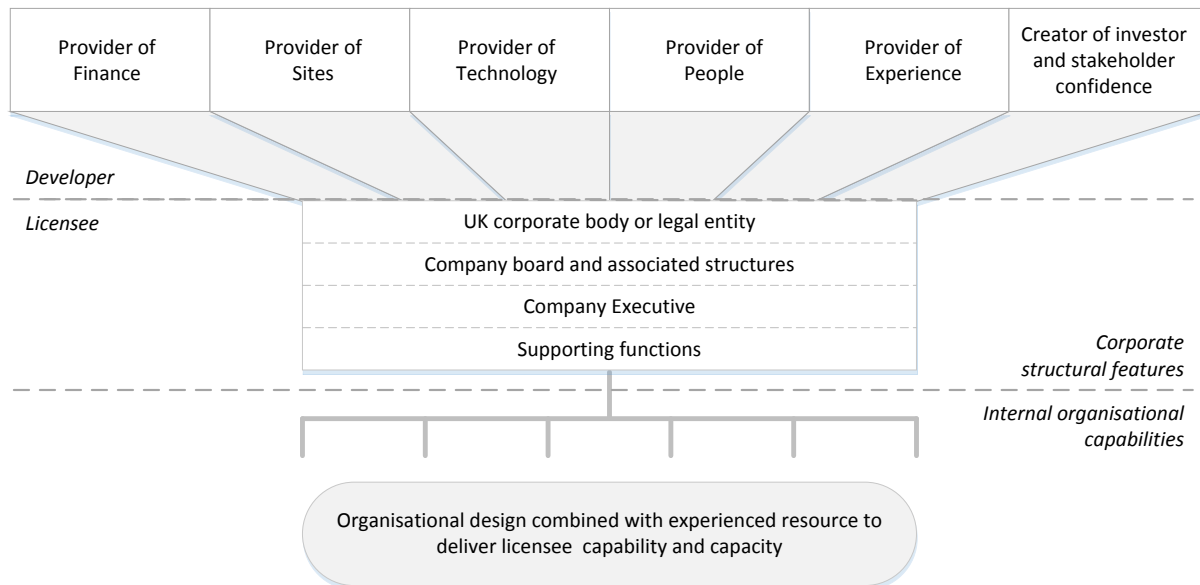 Provider of
Finance
Provider of
Sites
Provider of
Technology
Provider of
People
Provider of
Experience
Creator of investor
and stakeholder
confidence
Developer
Licensee
UK corporate body or legal entity
Company board and associated structures
Company Executive
Supporting functions
Corporate
structural features
Internal organisational
capabilities
Organisational design combined with experienced resource to
deliver licensee capability and capacity